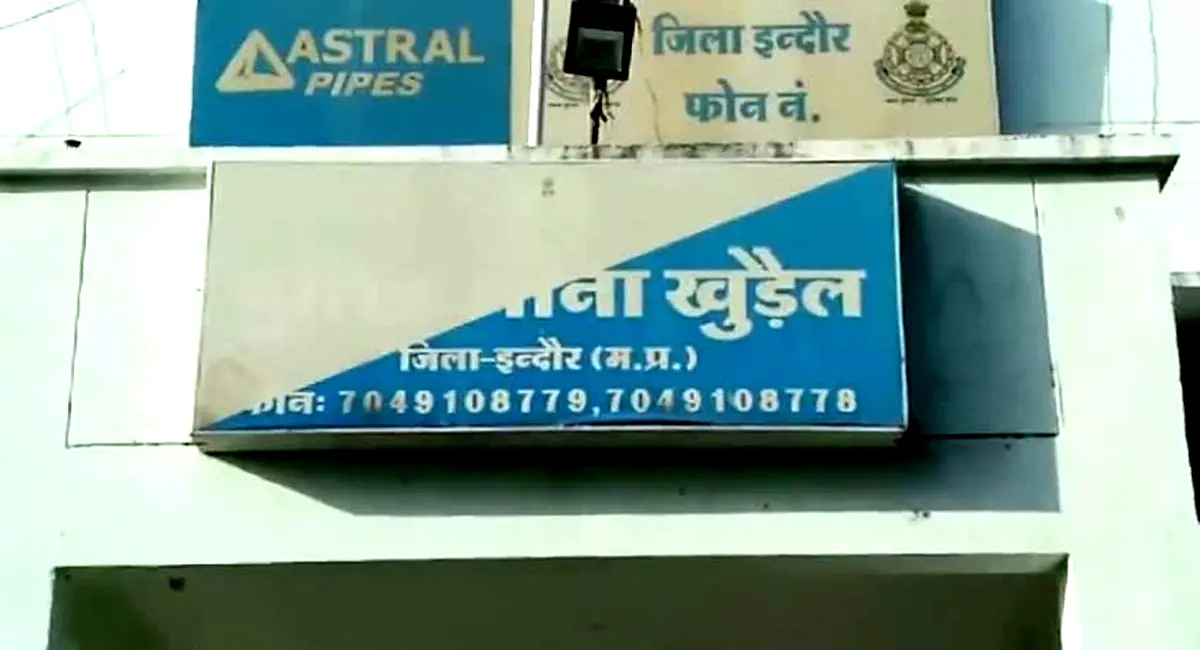 ASTRAL
PIPES
जिला इन्दौर
फोन नं.
थाना खुड़ैल
जिला-इन्दौर (म.प्र.)
फोन: 7049108779,7049108778